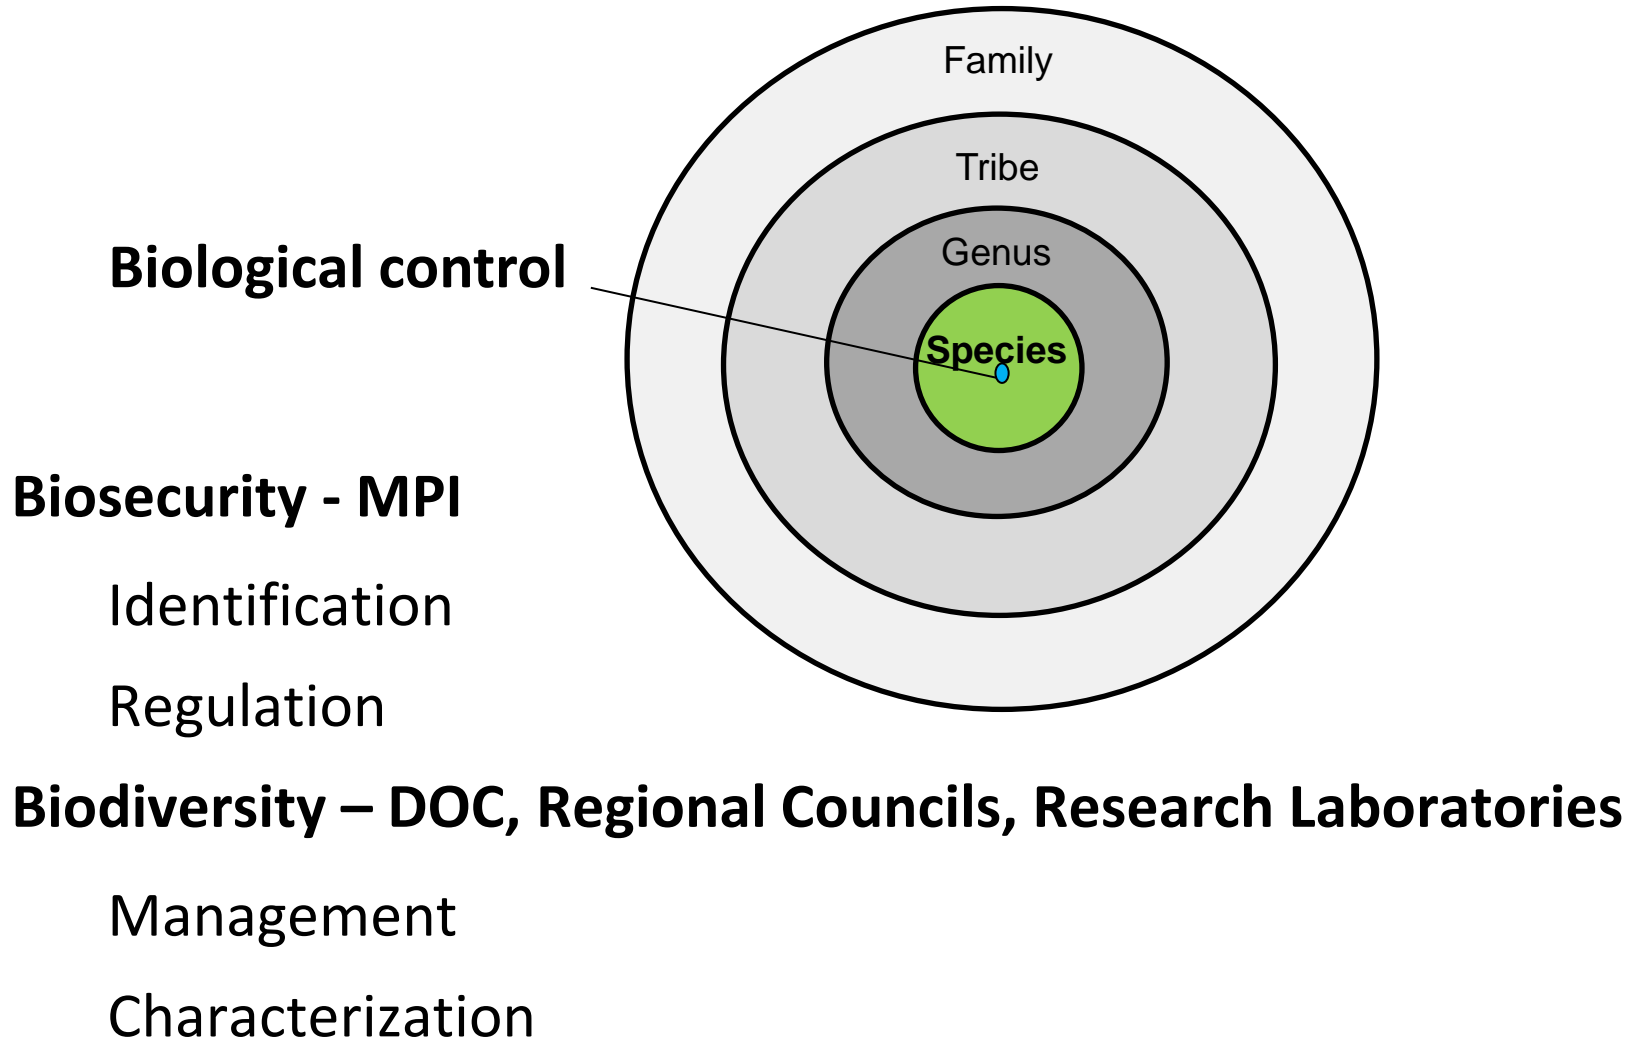 Family
Tribe
Genus
Biological control
Species
Biosecurity - MPI
Identification
Regulation
Biodiversity – DOC, Regional Councils, Research Laboratories
Management
Characterization